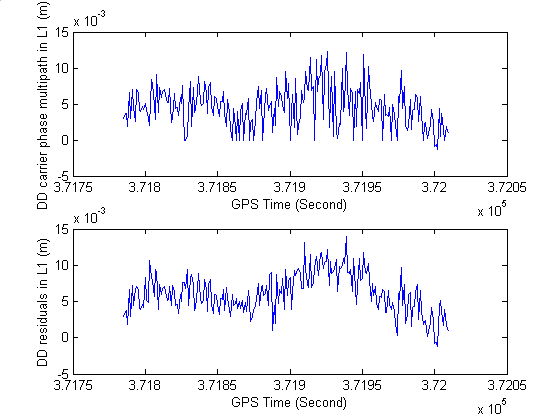 x 10^-3
15
10
5
0
-5
DD carrier phase multipath in L1 (m)
3.7175 3.718 3.7185 3.719 3.7195 3.72 3.7205
GPS Time (Second)
x 10^5
x 10^-3
15
10
5
0
-5
DD residuals in L1 (m)
3.7175 3.718 3.7185 3.719 3.7195 3.72 3.7205
GPS Time (Second)
x 10^5